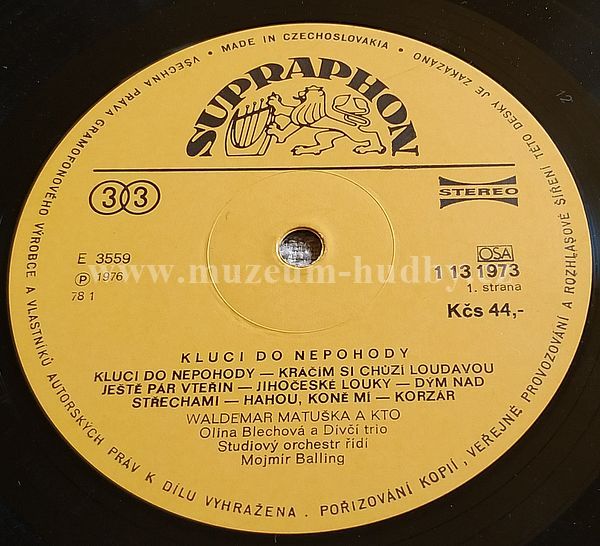 VŠECHNA PRÁVA GRAMOFONOVÉHO VÝROBCE A VLASTNÍKŮ AUTORSKÝCH PRÁV K DÍLU VYHRAŽENA. POŘIZOVÁNÍ KOPIÍ, VEŘEJNÉ PROVOZOVÁNÍ A ROZHLASOVÉ ŠÍŘENÍ TÉTO DESKY JE ZAKÁZÁNO
• MADE IN CZECHOSLOVAKIA •
SUPRAPHON
12
33
STEREO
E 3559
OSA
Ⓟ 1976
1 13 1973
78 1
1. strana
www.muzeum-hudby
Kčs 44,-
KLUCI DO NEPOHODY
KLUCI DO NEPOHODY — KRÁČÍM SI CHŮZÍ LOUDAVOU
JEŠTĚ PÁR VTEŘIN — JIHOČESKÉ LOUKY — DÝM NAD
STŘECHAMI — HAHOU, KONĚ MÍ — KORZÁR
WALDEMAR MATUŠKA A KTO
Olina Blechová a Dívčí trio
Studiový orchestr řídí
Mojmír Balling